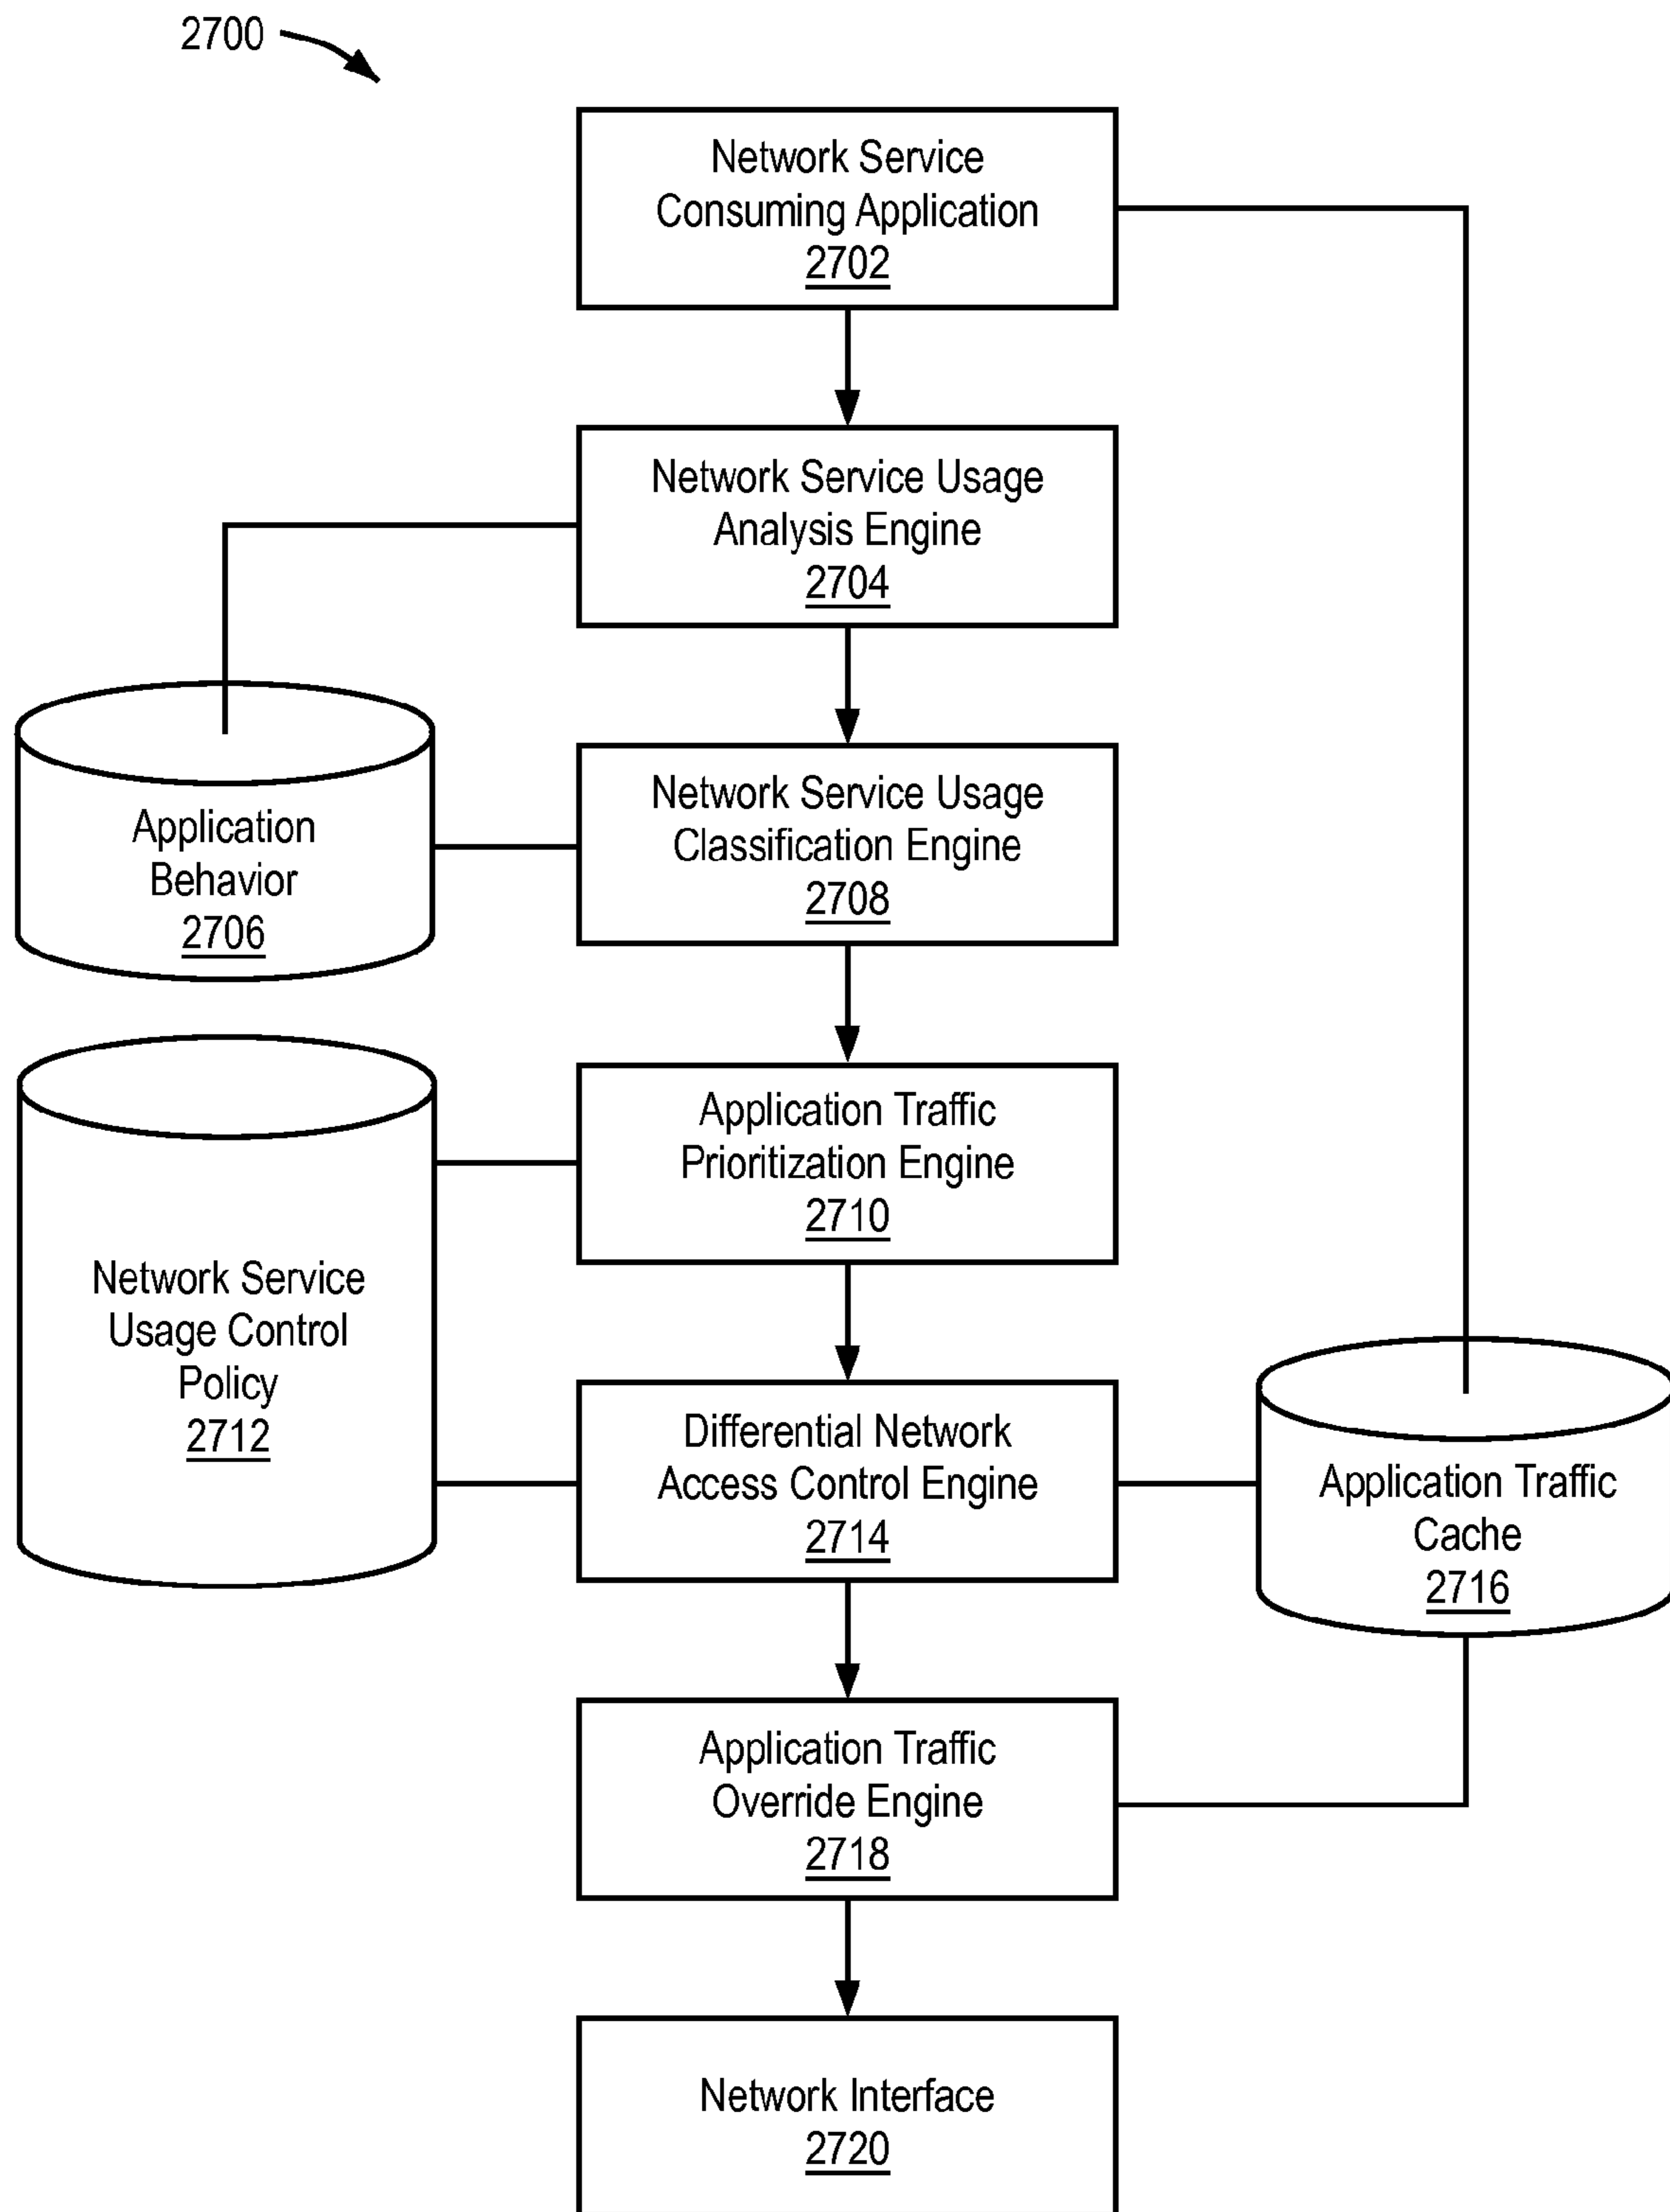 2700
Network Service
Consuming Application
2702
Network Service Usage
Analysis Engine
2704
Application
Behavior
2706
Network Service Usage
Classification Engine
2708
Application Traffic
Prioritization Engine
2710
Network Service
Usage Control
Policy
2712
Differential Network
Access Control Engine
2714
Application Traffic
Cache
2716
Application Traffic
Override Engine
2718
Network Interface
2720